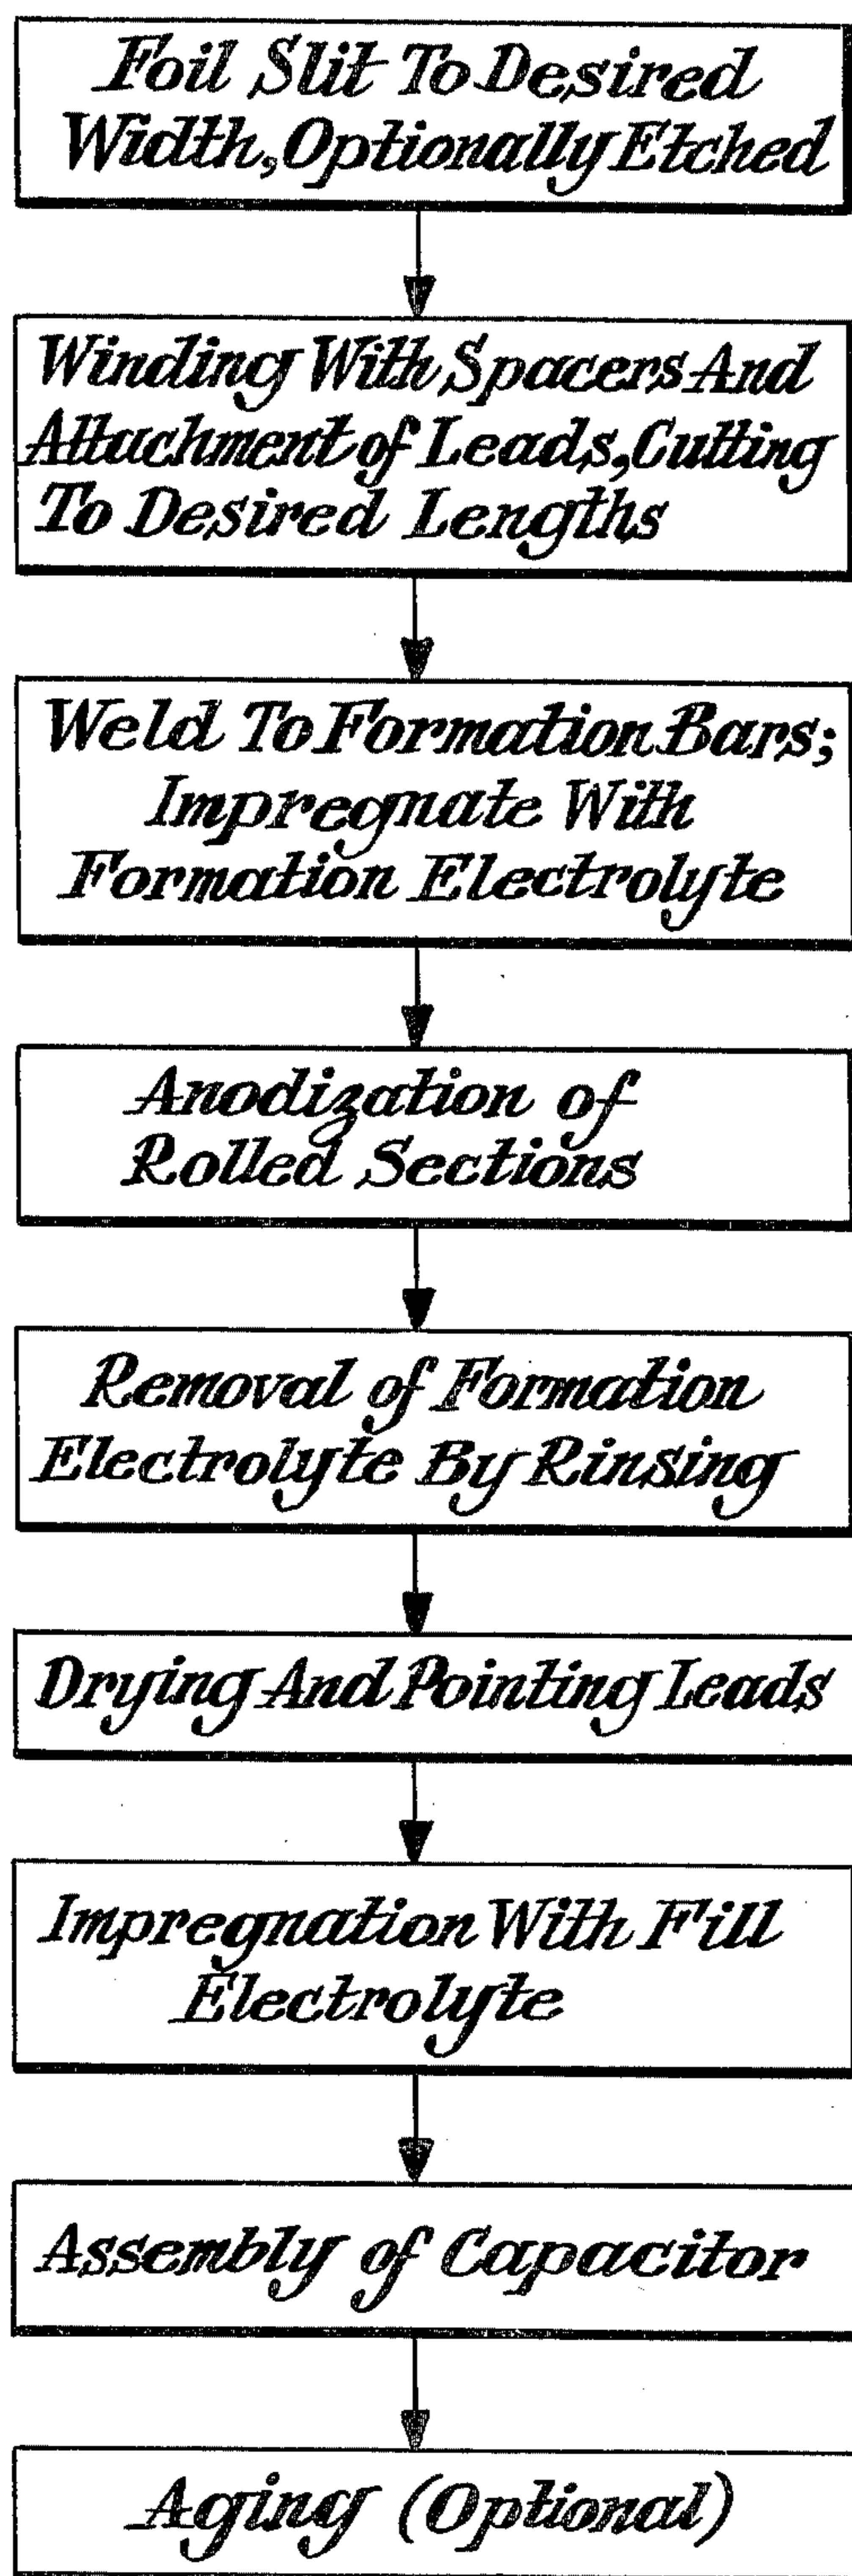 Foil Slit To Desired
Width, Optionally Etched
Winding With Spacers And
Attachment of Leads, Cutting
To Desired Lengths
Weld To Formation Bars;
Impregnate With
Formation Electrolyte
Anodization of
Rolled Sections
Removal of Formation
Electrolyte By Rinsing
Drying And Pointing Leads
Impregnation With Fill
Electrolyte
Assembly of Capacitor
Aging (Optional)